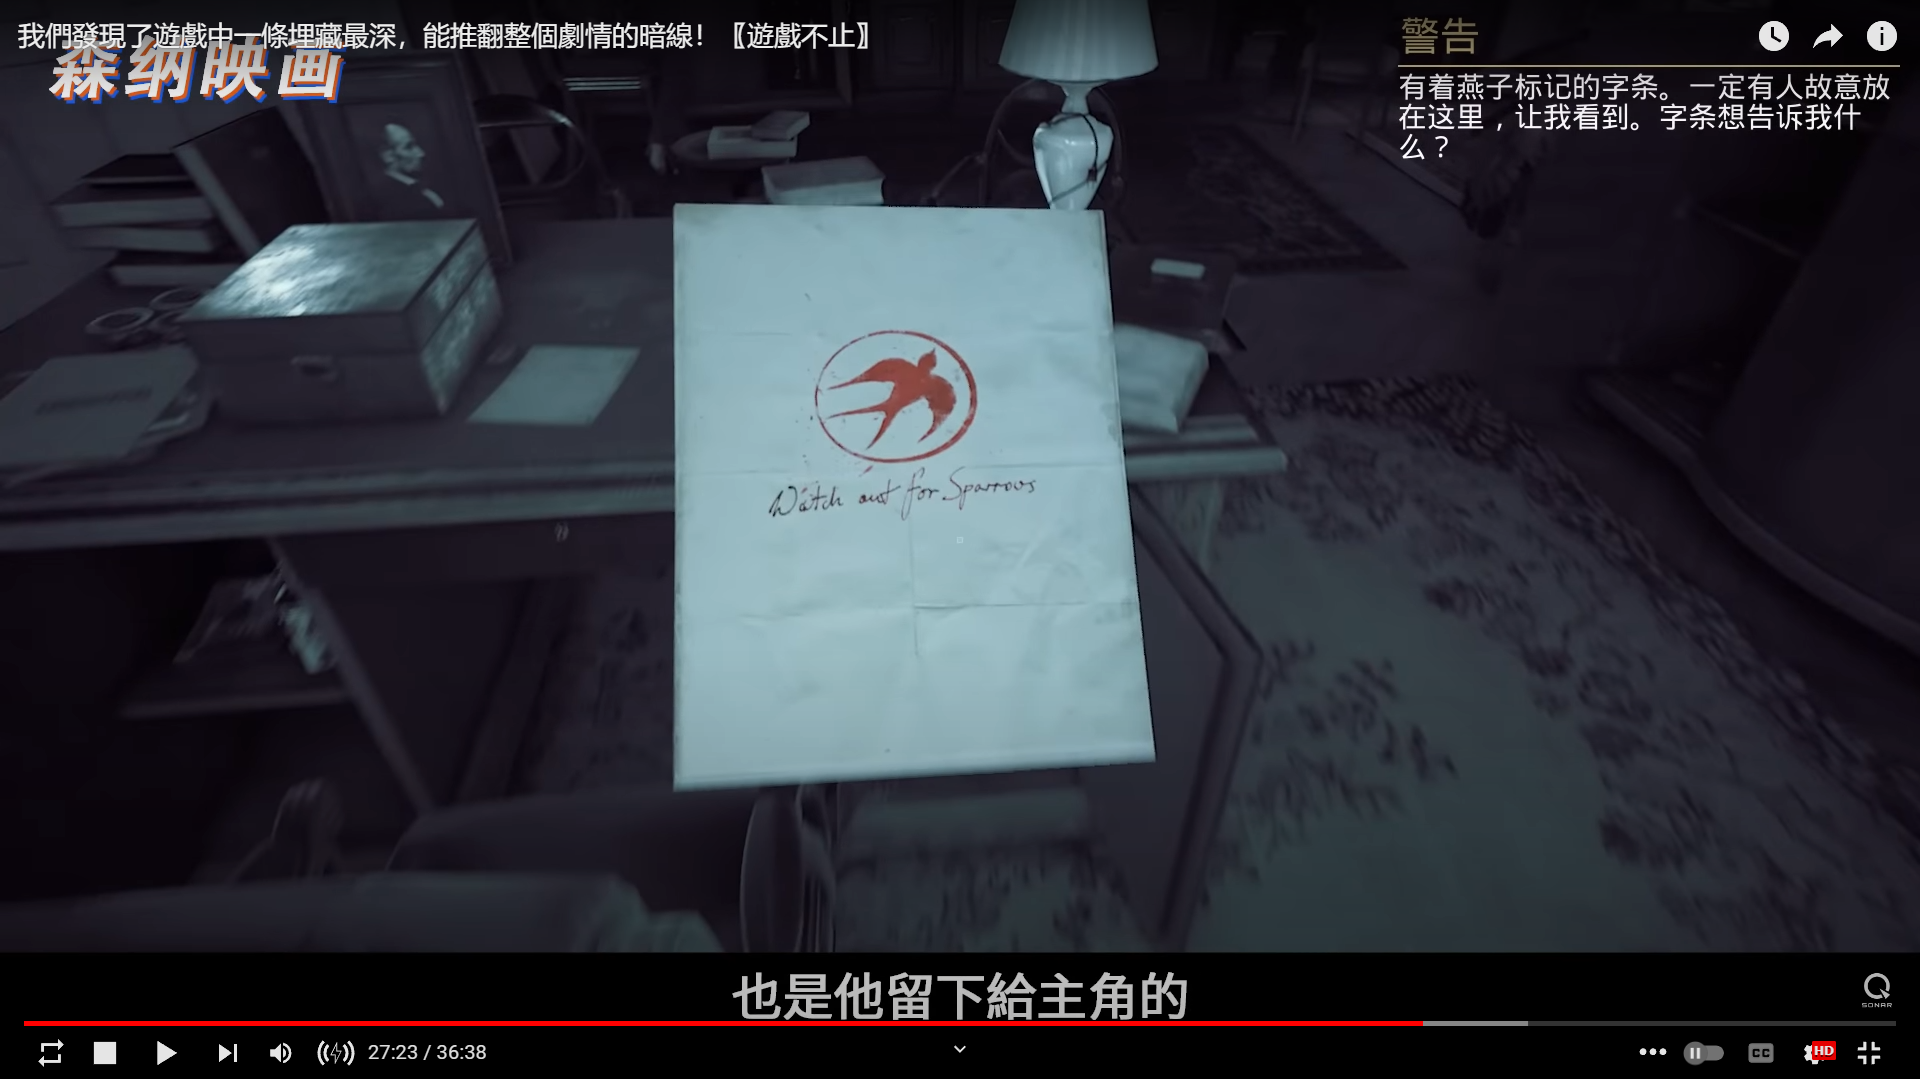 我們發現了遊戲中一條埋藏最深，能推翻整個劇情的暗線！【遊戲不止】
森纳映画
警告
有着燕子标记的字条。一定有人故意放
在这里，让我看到。字条想告诉我什
么？
Watch out for Sparrows
也是他留下給主角的
SONAR
27:23 / 36:38
CC
HD